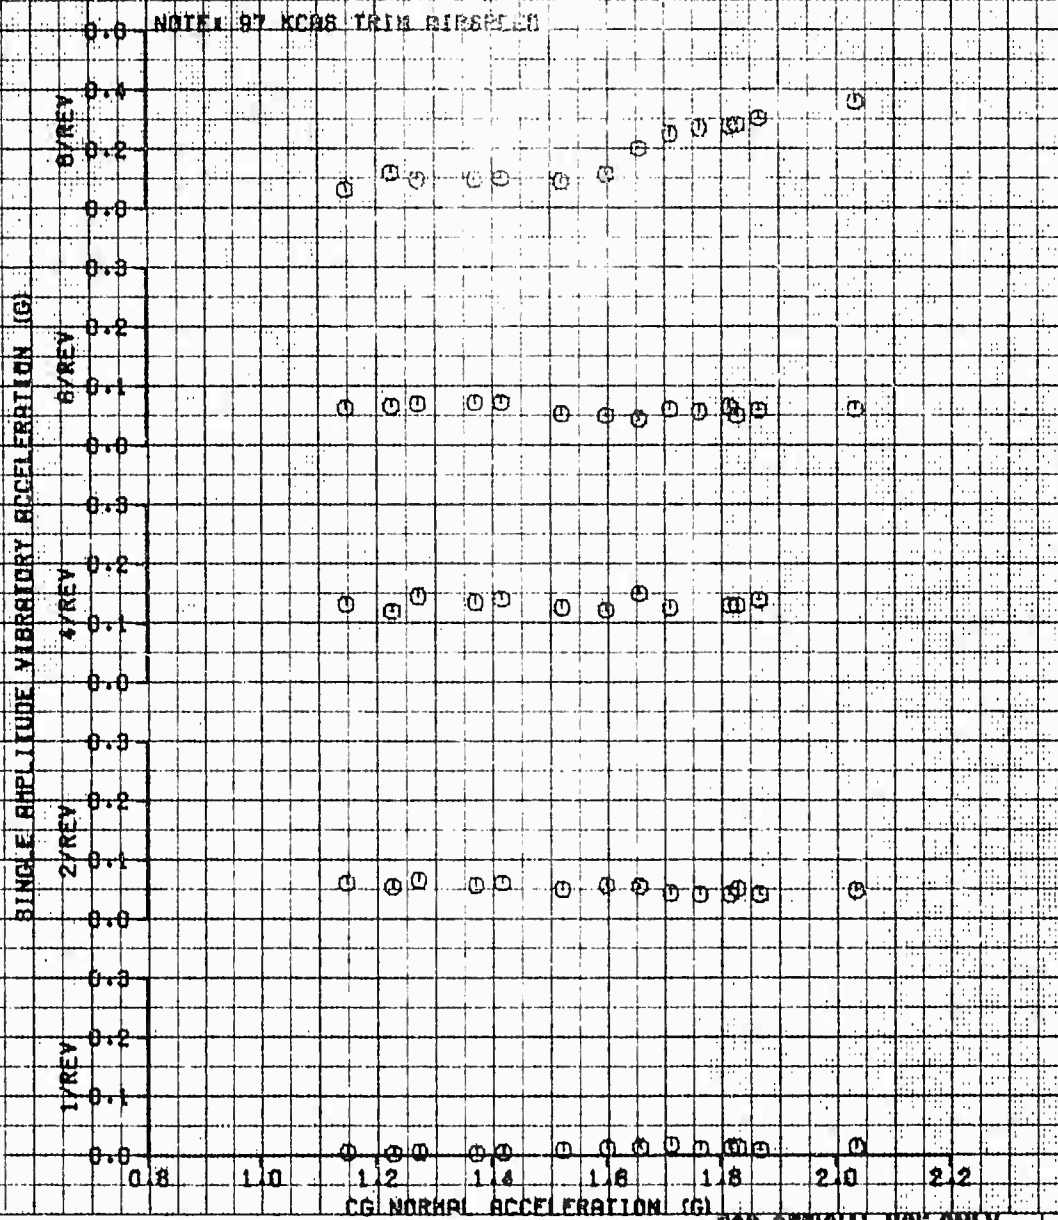 NOTE: 97 KCAS TRIM AIRSPEED
SINGLE AMPLITUDE VIBRATORY ACCELERATION (G)
8/REV
0.6
0.4
0.2
0.0
6/REV
0.3
0.2
0.1
0.0
4/REV
0.3
0.2
0.1
0.0
2/REV
0.3
0.2
0.1
0.0
1/REV
0.3
0.2
0.1
0.0
0.8 1.0 1.2 1.4 1.6 1.8 2.0 2.2
CG NORMAL ACCELERATION (G)